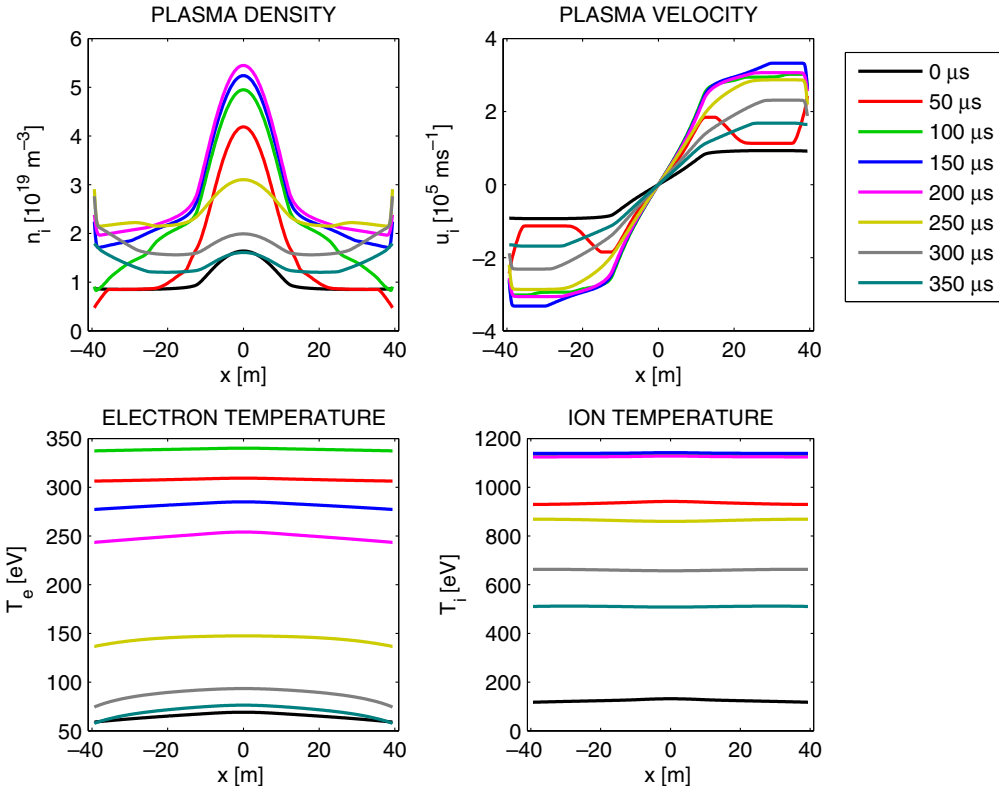 PLASMA DENSITY
n_i [10^19 m^−3]
6
5
4
3
2
1
0
−40 −20 0 20 40
x [m]
PLASMA VELOCITY
u_i [10^5 ms^−1]
4
2
0
−2
−4
−40 −20 0 20 40
x [m]
0 μs
50 μs
100 μs
150 μs
200 μs
250 μs
300 μs
350 μs
ELECTRON TEMPERATURE
T_e [eV]
350
300
250
200
150
100
50
−40 −20 0 20 40
x [m]
ION TEMPERATURE
T_i [eV]
1200
1000
800
600
400
200
0
−40 −20 0 20 40
x [m]